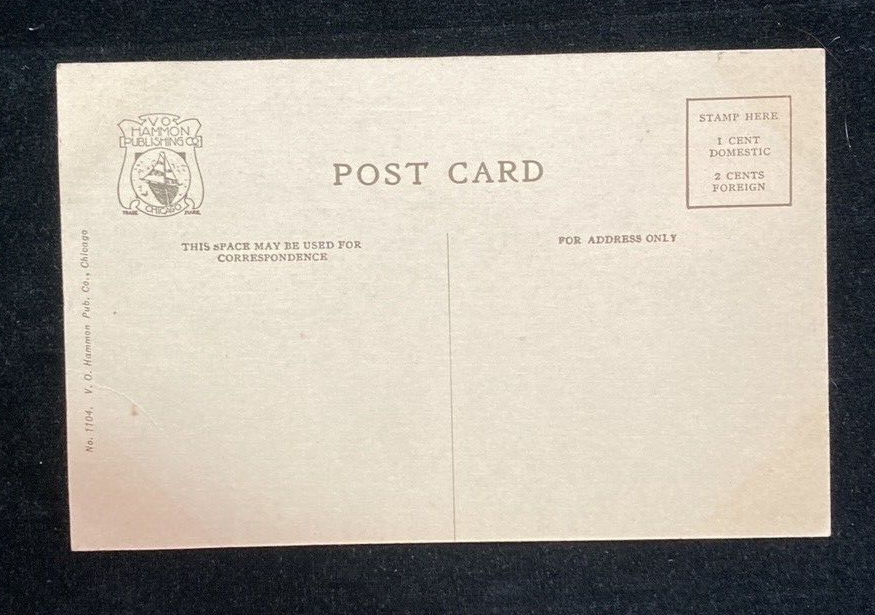 V.O.
HAMMON
PUBLISHING CO
CHICAGO
TRADE MARK.
POST CARD
STAMP HERE
1 CENT
DOMESTIC
2 CENTS
FOREIGN
THIS SPACE MAY BE USED FOR
CORRESPONDENCE
FOR ADDRESS ONLY
No. 1104. V. O. Hammon Pub. Co., Chicago